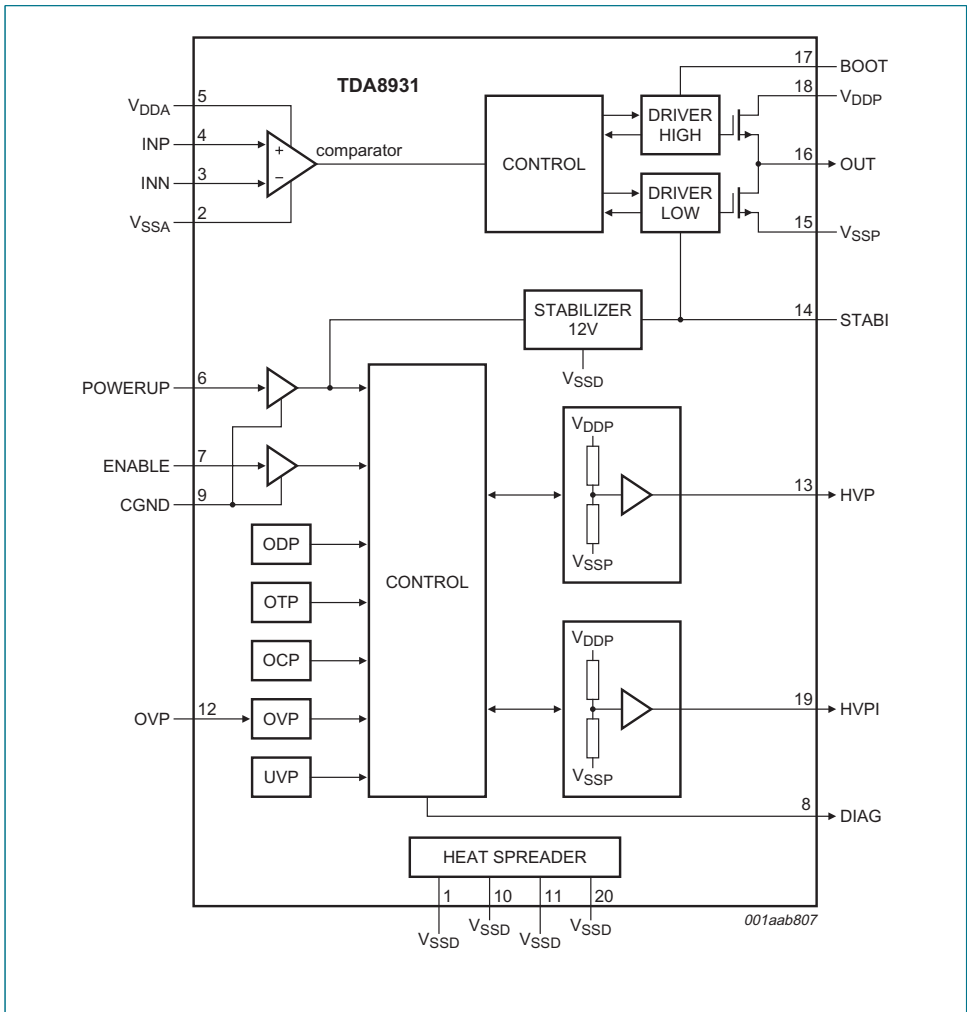 TDA8931
17
BOOT
18
VDDP
5
VDDA
4
INP
3
INN
2
VSSA
+
−
comparator
CONTROL
DRIVER
HIGH
DRIVER
LOW
16
OUT
15
VSSP
STABILIZER
12V
VSSD
14
STABI
6
POWERUP
7
ENABLE
9
CGND
ODP
OTP
OCP
12
OVP
OVP
UVP
CONTROL
VDDP
VSSP
13
HVP
VDDP
VSSP
19
HVPI
8
DIAG
HEAT SPREADER
1
10
11
20
VSSD
VSSD
VSSD
VSSD
001aab807